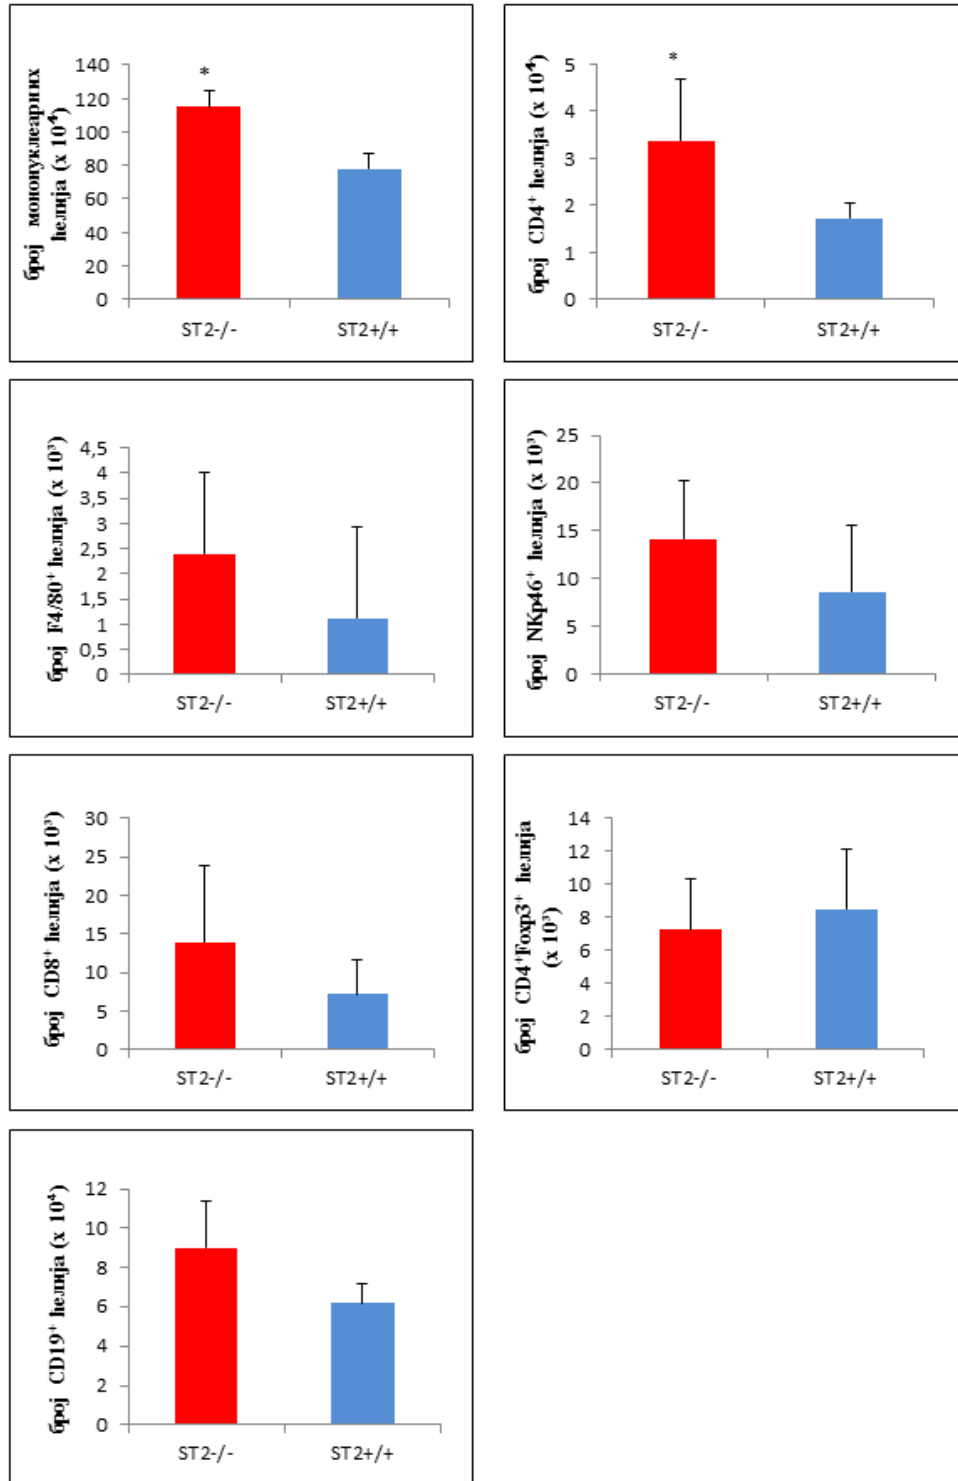 број мононуклеарних
ћелија (x 10⁴)
140
120
100
80
60
40
20
0
*
ST2-/-
ST2+/+
број CD4⁺ ћелија (x 10⁴)
5
4
3
2
1
0
*
ST2-/-
ST2+/+
број F4/80⁺ ћелија (x 10³)
4,5
4
3,5
3
2,5
2
1,5
1
0,5
0
ST2-/-
ST2+/+
број NKp46⁺ ћелија (x 10³)
25
20
15
10
5
0
ST2-/-
ST2+/+
број CD8⁺ ћелија (x 10³)
30
25
20
15
10
5
0
ST2-/-
ST2+/+
број CD4⁺Foxp3⁺ ћелија
(x 10³)
14
12
10
8
6
4
2
0
ST2-/-
ST2+/+
број CD19⁺ ћелија (x 10⁴)
12
10
8
6
4
2
0
ST2-/-
ST2+/+